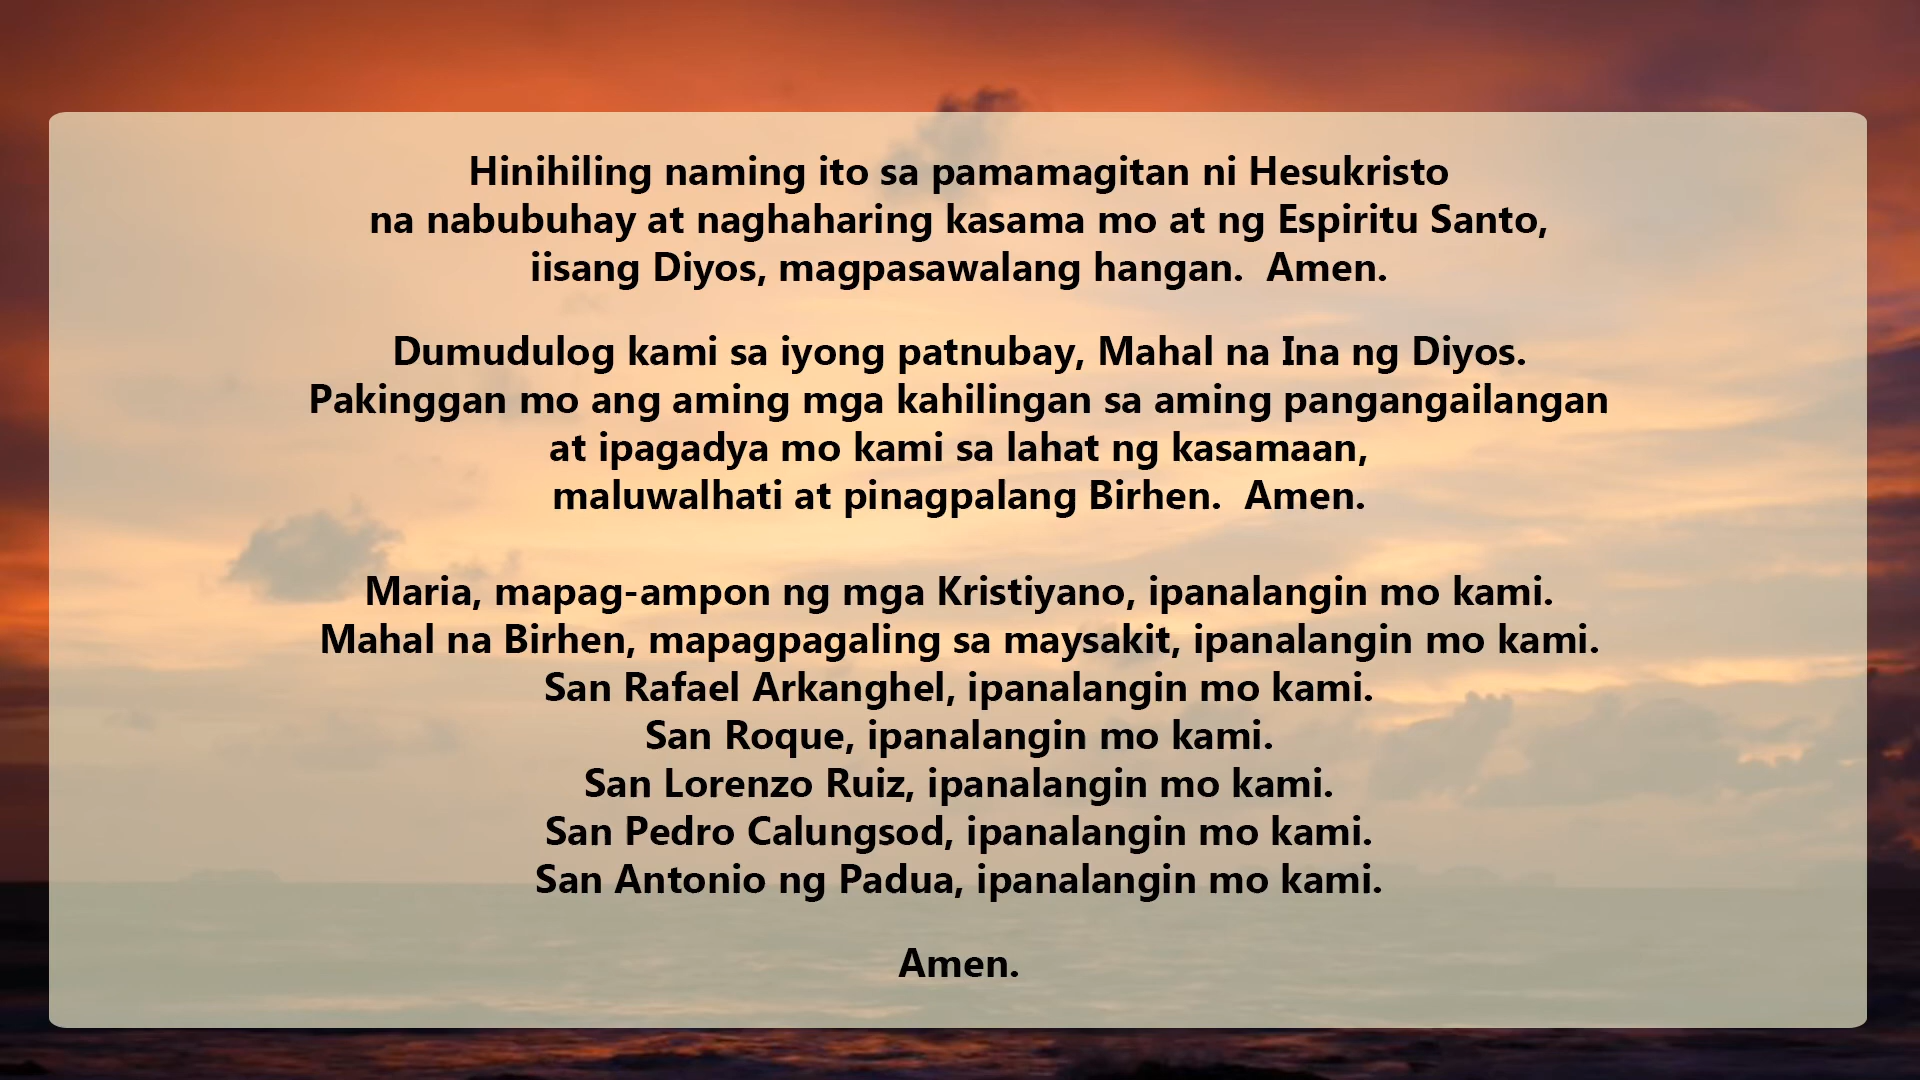 Hinihiling naming ito sa pamamagitan ni Hesukristo
na nabubuhay at naghaharing kasama mo at ng Espiritu Santo,
iisang Diyos, magpasawalang hangan.  Amen.
Dumudulog kami sa iyong patnubay, Mahal na Ina ng Diyos.
Pakinggan mo ang aming mga kahilingan sa aming pangangailangan
at ipagadya mo kami sa lahat ng kasamaan,
maluwalhati at pinagpalang Birhen.  Amen.
Maria, mapag-ampon ng mga Kristiyano, ipanalangin mo kami.
Mahal na Birhen, mapagpagaling sa maysakit, ipanalangin mo kami.
San Rafael Arkanghel, ipanalangin mo kami.
San Roque, ipanalangin mo kami.
San Lorenzo Ruiz, ipanalangin mo kami.
San Pedro Calungsod, ipanalangin mo kami.
San Antonio ng Padua, ipanalangin mo kami.
Amen.